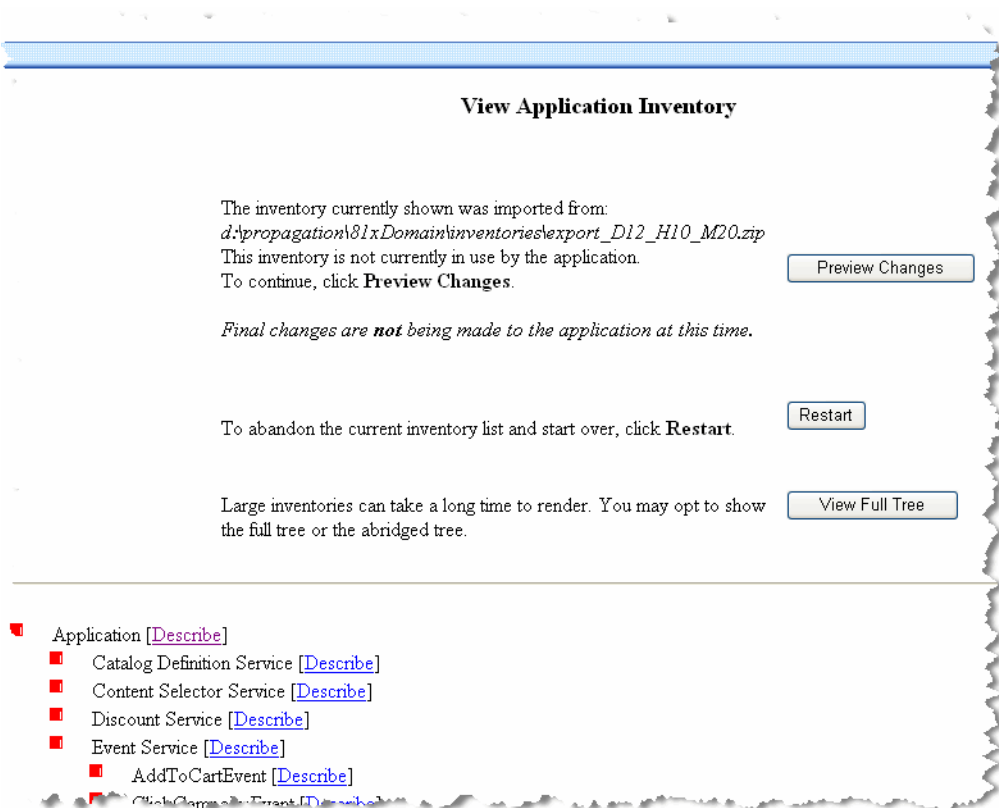 View Application Inventory
The inventory currently shown was imported from:
d:\propagation\81xDomain\inventories\export_D12_H10_M20.zip
This inventory is not currently in use by the application.
To continue, click Preview Changes.
Preview Changes
Final changes are not being made to the application at this time.
To abandon the current inventory list and start over, click Restart.
Restart
Large inventories can take a long time to render. You may opt to show
the full tree or the abridged tree.
View Full Tree
Application [Describe]
Catalog Definition Service [Describe]
Content Selector Service [Describe]
Discount Service [Describe]
Event Service [Describe]
AddToCartEvent [Describe]